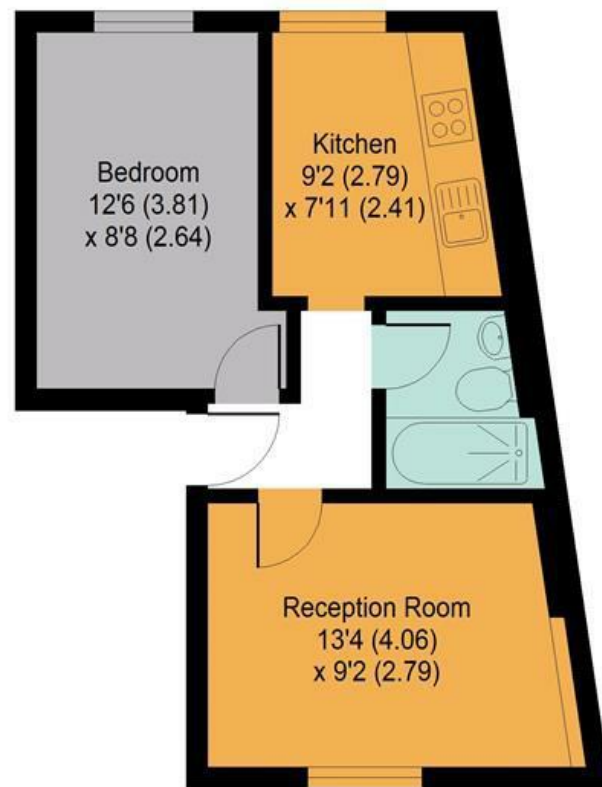 Bedroom
12'6 (3.81)
x 8'8 (2.64)
Kitchen
9'2 (2.79)
x 7'11 (2.41)
Reception Room
13'4 (4.06)
x 9'2 (2.79)